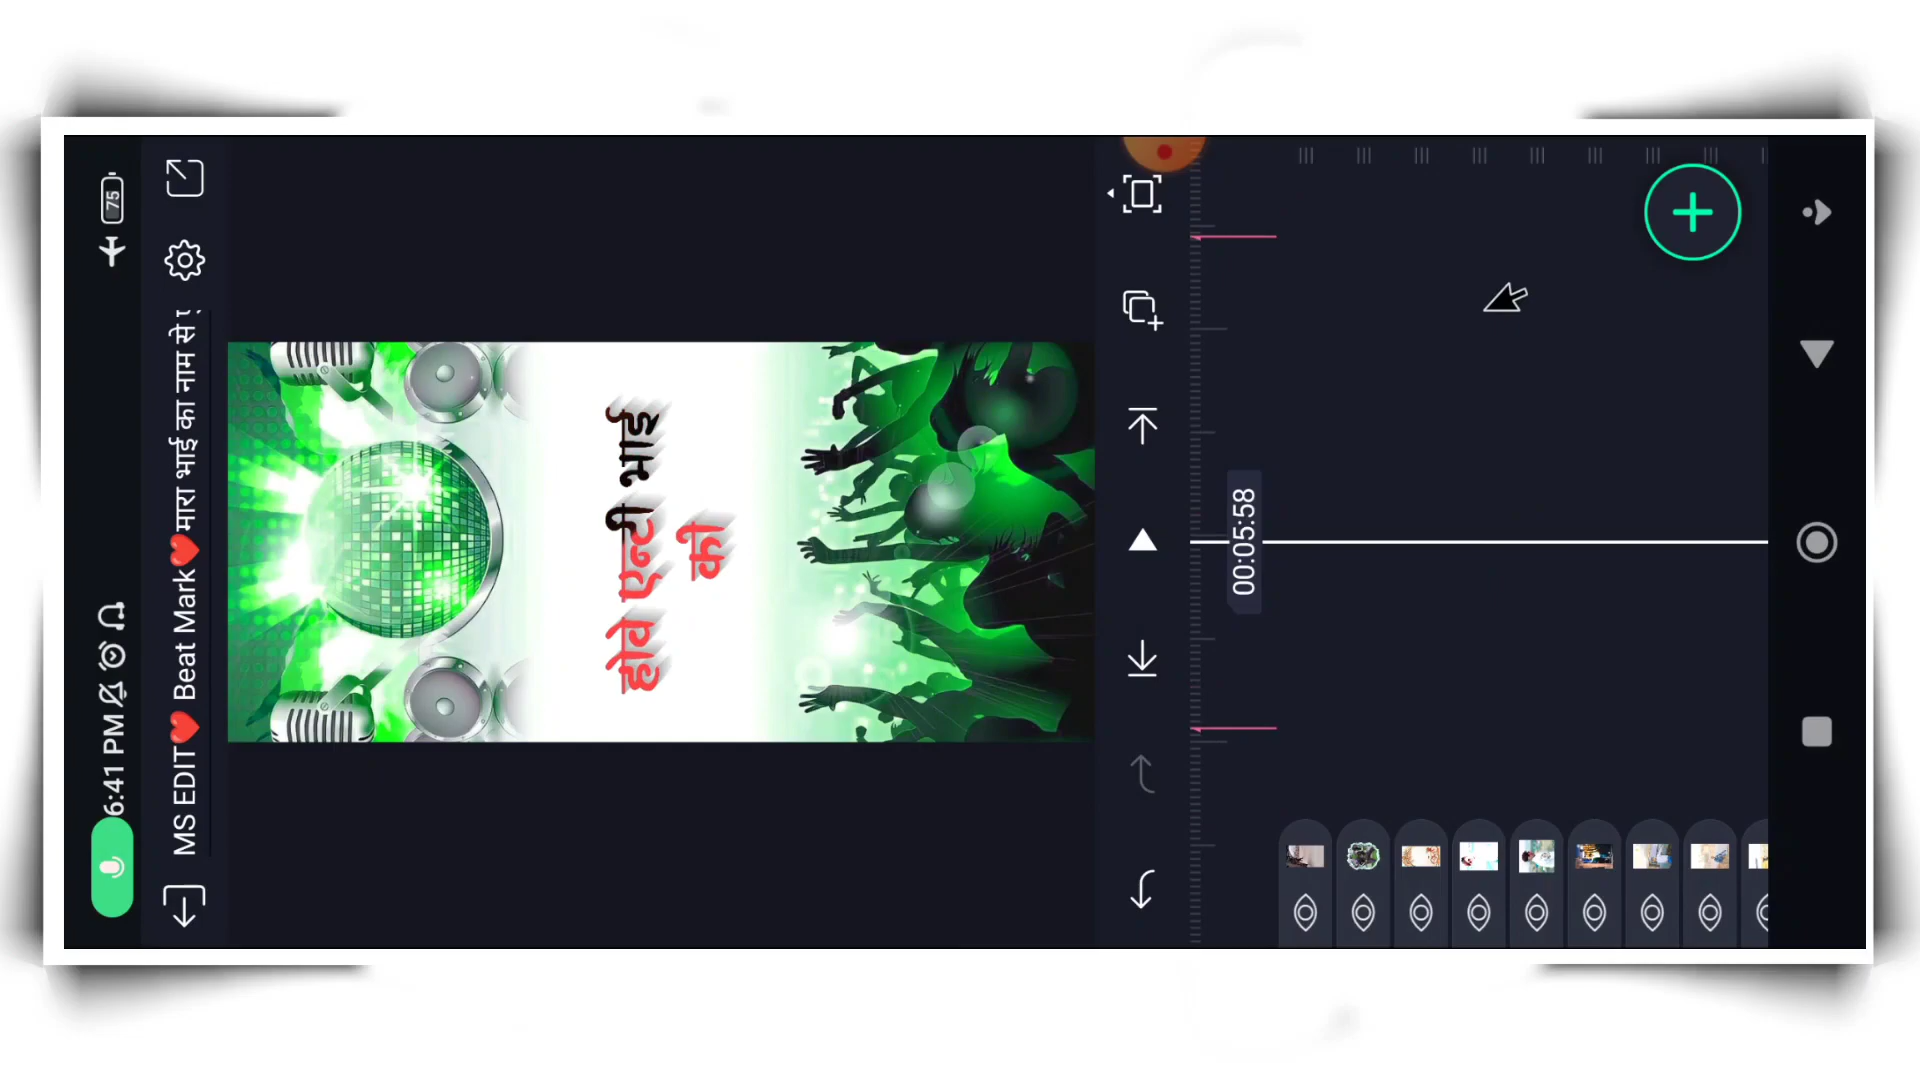 6:41 PM
75
MS EDIT❤️ Beat Mark❤️मारा भाई का नाम से
होवे एन्टी भाई
की
00:05:58